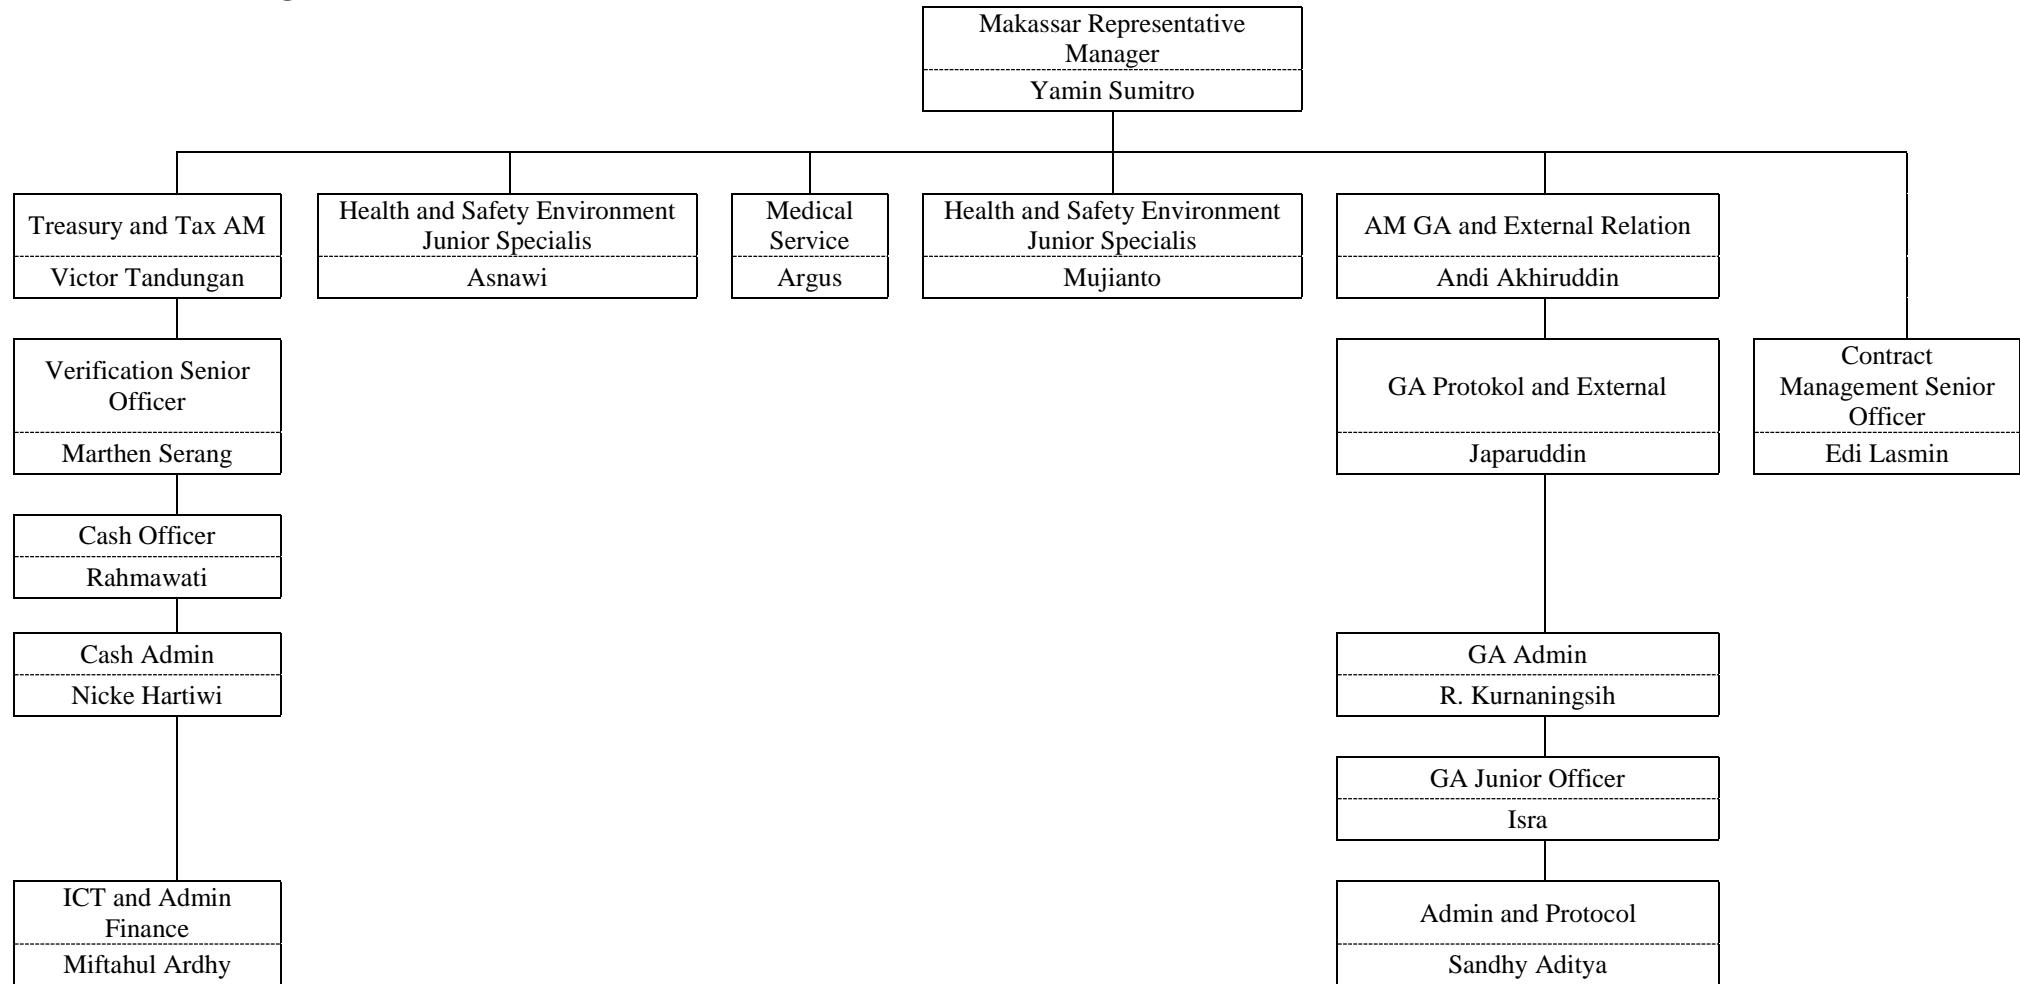 Makassar Representative
Manager
Yamin Sumitro
Treasury and Tax AM
Victor Tandungan
Health and Safety Environment
Junior Specialis
Asnawi
Medical
Service
Argus
Health and Safety Environment
Junior Specialis
Mujianto
AM GA and External Relation
Andi Akhiruddin
Verification Senior
Officer
Marthen Serang
GA Protokol and External
Japaruddin
Contract
Management Senior
Officer
Edi Lasmin
Cash Officer
Rahmawati
Cash Admin
Nicke Hartiwi
GA Admin
R. Kurnaningsih
GA Junior Officer
Isra
ICT and Admin
Finance
Miftahul Ardhy
Admin and Protocol
Sandhy Aditya